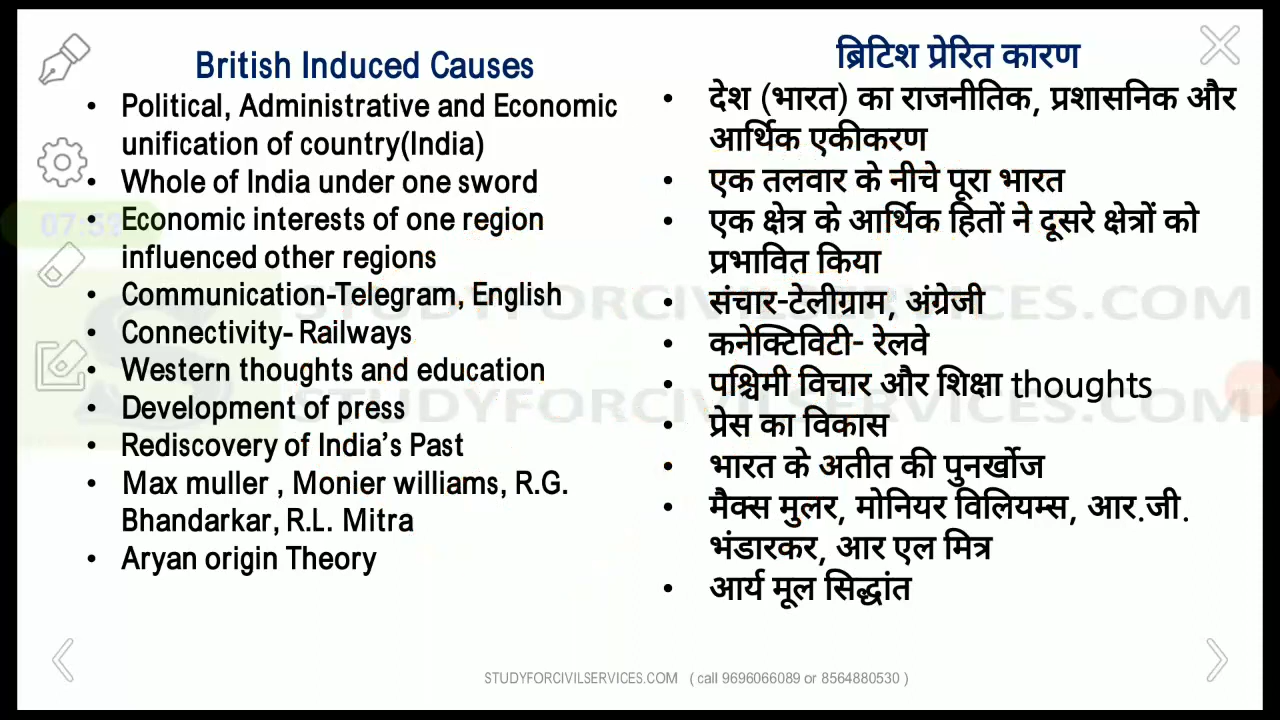 British Induced Causes
• Political, Administrative and Economic
unification of country(India)
• Whole of India under one sword
• Economic interests of one region
influenced other regions
• Communication-Telegram, English
• Connectivity- Railways
• Western thoughts and education
• Development of press
• Rediscovery of India’s Past
• Max muller , Monier williams, R.G.
Bhandarkar, R.L. Mitra
• Aryan origin Theory
ब्रिटिश प्रेरित कारण
• देश (भारत) का राजनीतिक, प्रशासनिक और
आर्थिक एकीकरण
• एक तलवार के नीचे पूरा भारत
• एक क्षेत्र के आर्थिक हितों ने दूसरे क्षेत्रों को
प्रभावित किया
• संचार-टेलीग्राम, अंग्रेजी
• कनेक्टिविटी- रेलवे
• पश्चिमी विचार और शिक्षा thoughts
• प्रेस का विकास
• भारत के अतीत की पुनर्खोज
• मैक्स मुलर, मोनियर विलियम्स, आर.जी.
भंडारकर, आर एल मित्र
• आर्य मूल सिद्धांत
STUDYFORCIVILSERVICES.COM
STUDYFORCIVILSERVICES.COM
STUDYFORCIVILSERVICES.COM ( call 9696066089 or 8564880530 )